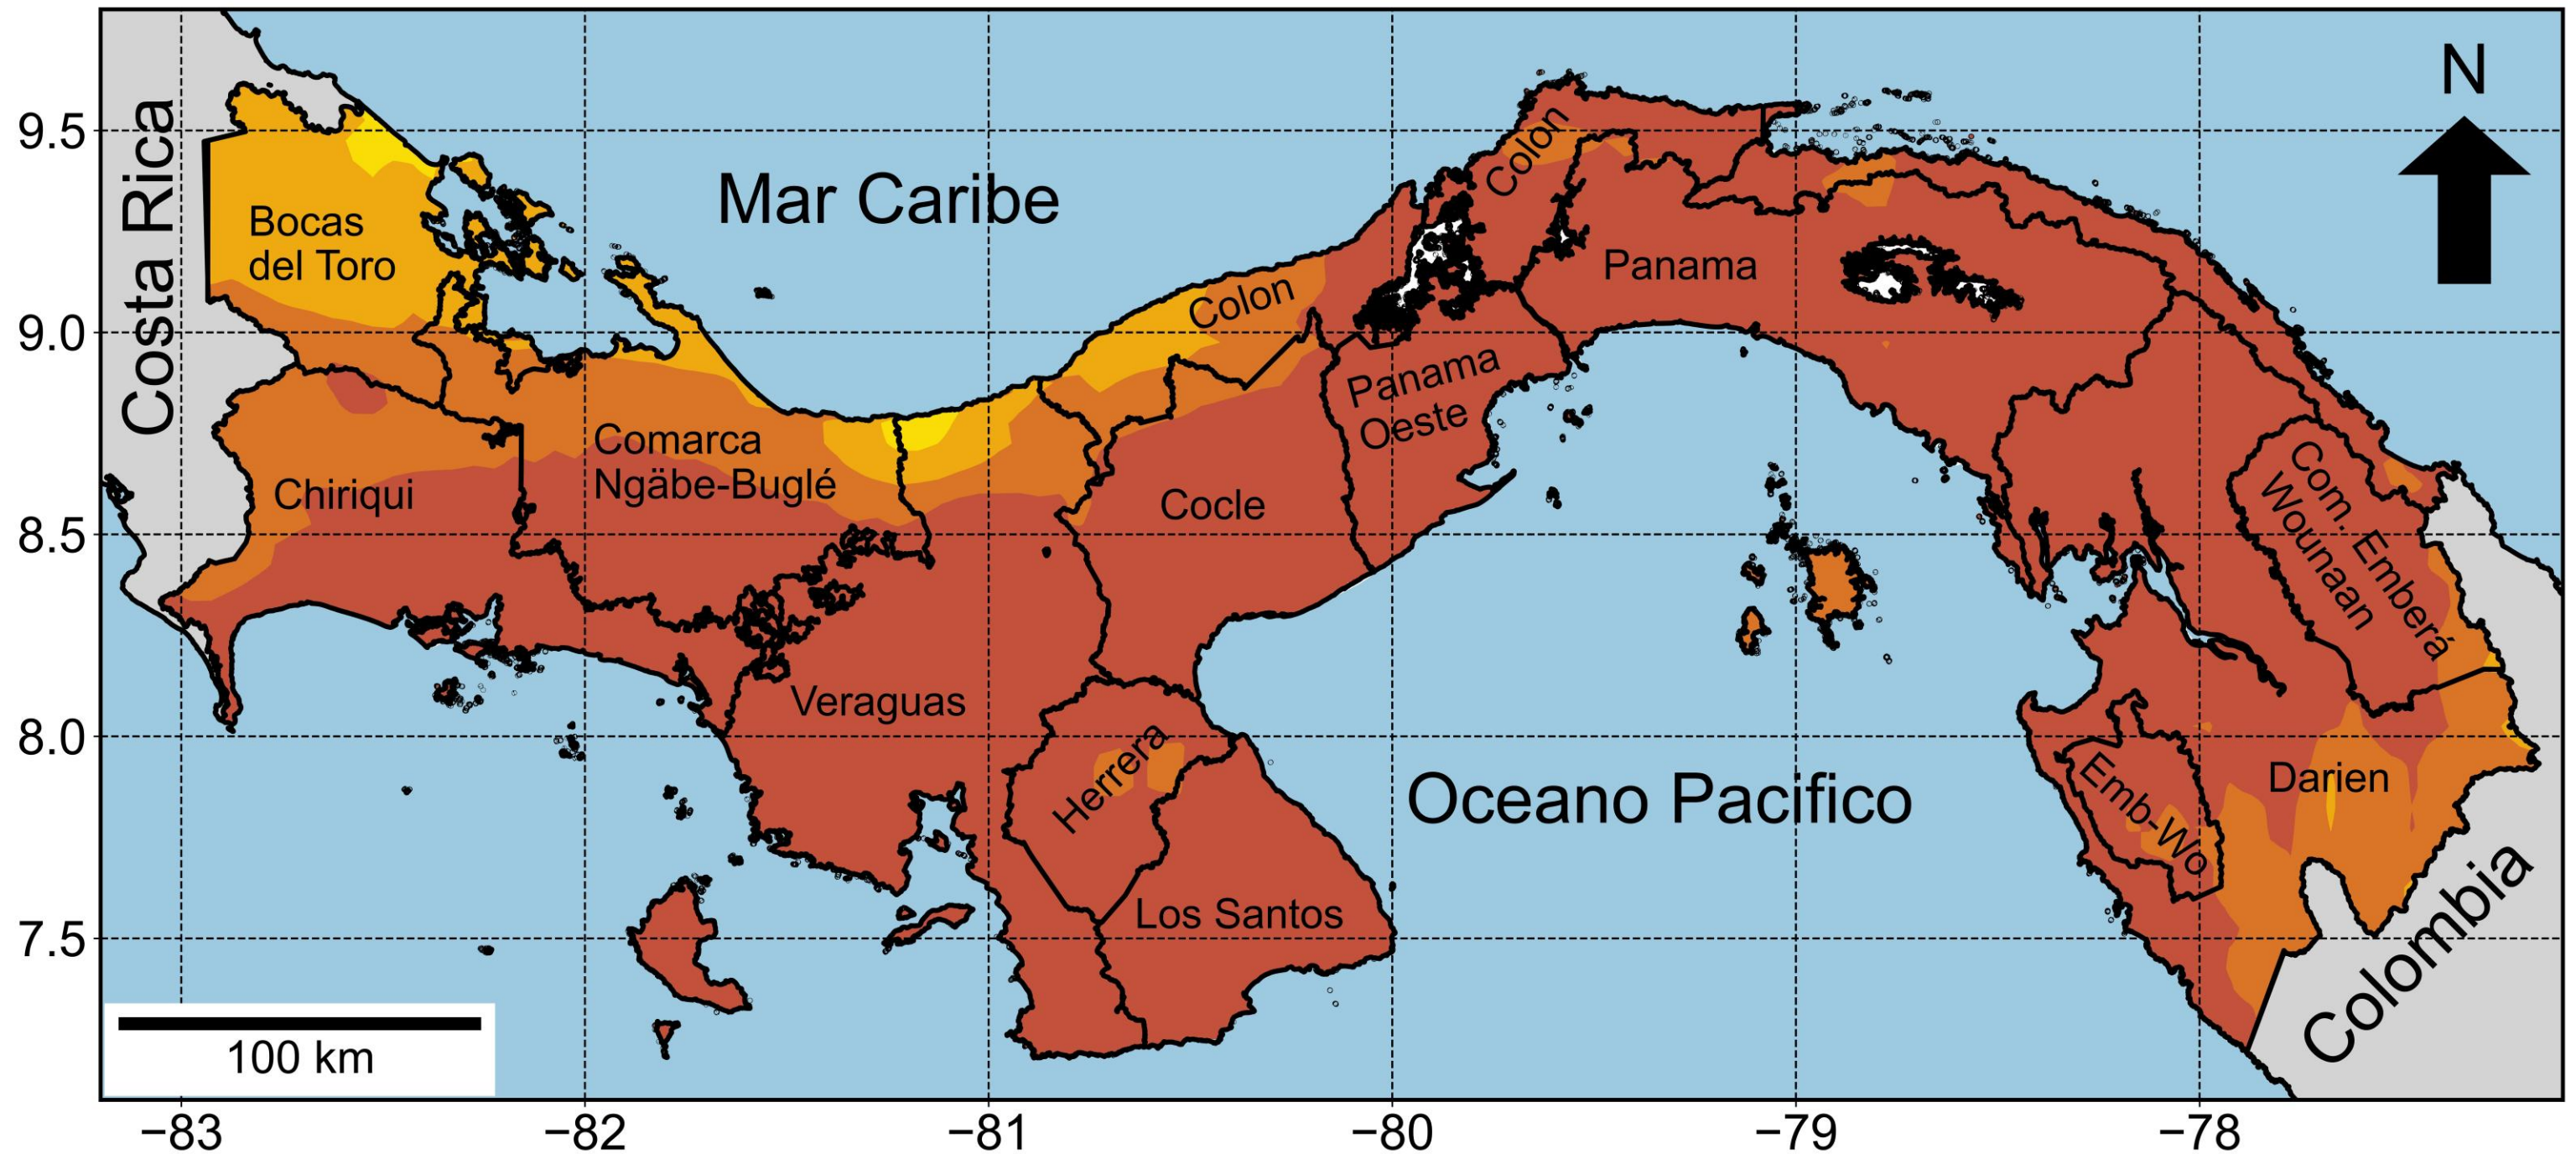 N
9.5
9.0
8.5
8.0
7.5
Costa Rica
Mar Caribe
Bocas
del Toro
Colon
Colon
Panama
Panama
Oeste
Comarca
Ngäbe-Buglé
Chiriqui
Cocle
Com. Emberá
Wounaan
Veraguas
Herrera
Los Santos
Oceano Pacifico
Emb-Wo
Darien
Colombia
100 km
−83
−82
−81
−80
−79
−78